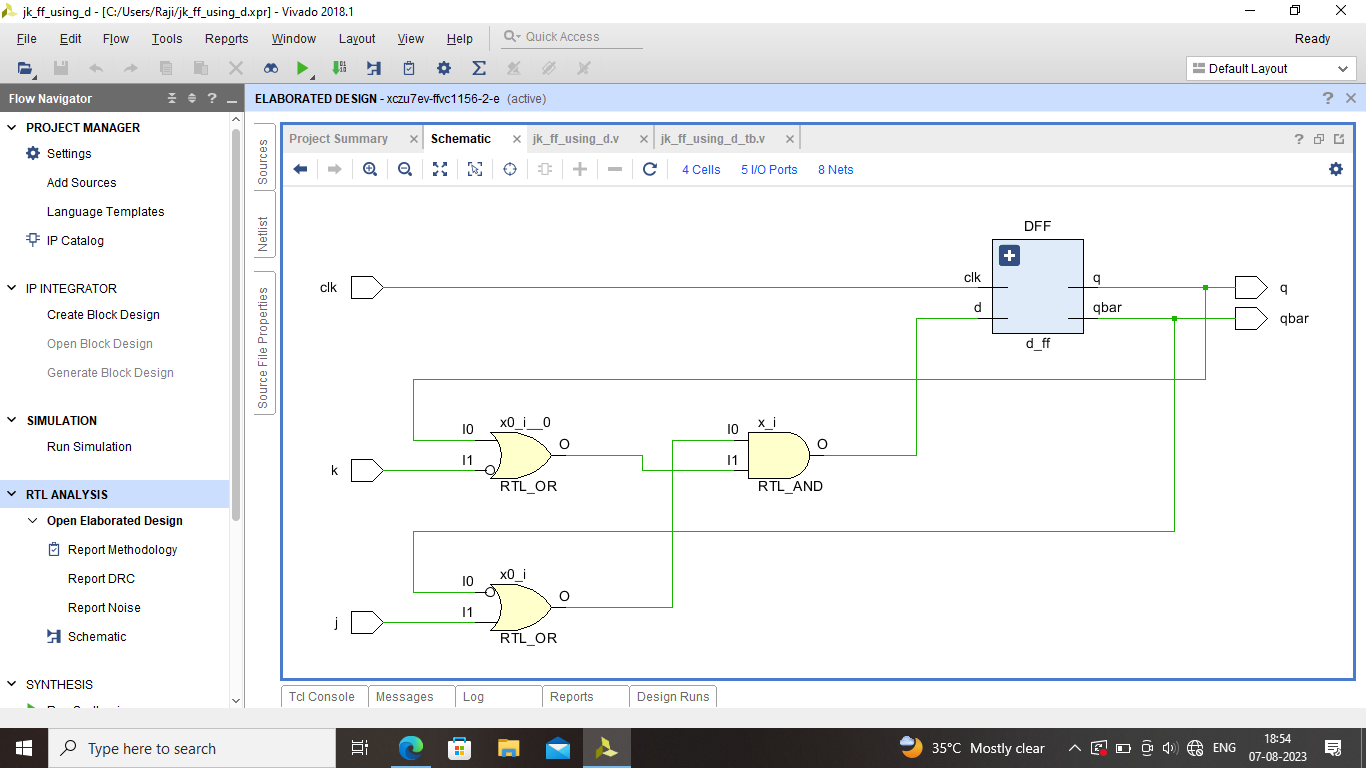 jk_ff_using_d - [C:/Users/Raji/jk_ff_using_d.xpr] - Vivado 2018.1
File Edit Flow Tools Reports Window Layout View Help Quick Access Ready
Default Layout
Flow Navigator
ELABORATED DESIGN - xczu7ev-ffvc1156-2-e (active)
PROJECT MANAGER
Settings
Add Sources
Language Templates
IP Catalog
IP INTEGRATOR
Create Block Design
Open Block Design
Generate Block Design
SIMULATION
Run Simulation
RTL ANALYSIS
Open Elaborated Design
Report Methodology
Report DRC
Report Noise
Schematic
SYNTHESIS
Sources
Netlist
Source File Properties
Project Summary Schematic jk_ff_using_d.v jk_ff_using_d_tb.v
4 Cells 5 I/O Ports 8 Nets
DFF
clk clk q q
d qbar qbar
d_ff
x0_i__0 x_i
I0 O I0 O
k I1 I1
RTL_OR RTL_AND
x0_i
I0 O
j I1
RTL_OR
Tcl Console Messages Log Reports Design Runs
Type here to search
35°C Mostly clear
ENG
18:54
07-08-2023